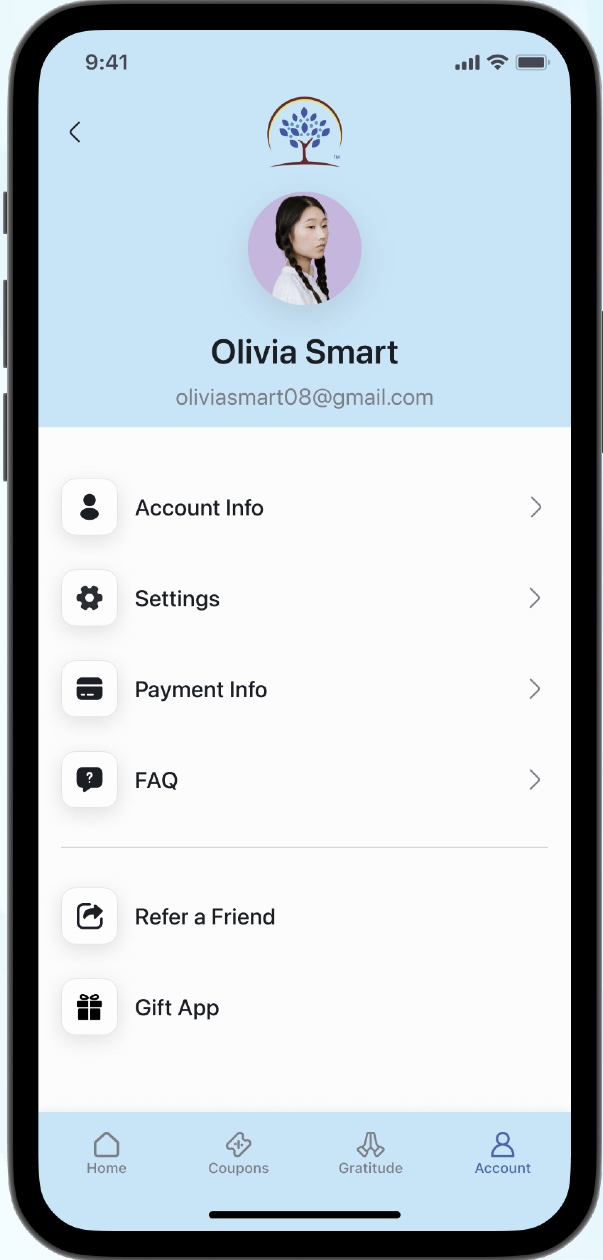 9:41
TM
Olivia Smart
oliviasmart08@gmail.com
Account Info
Settings
Payment Info
?
FAQ
Refer a Friend
Gift App
Home
Coupons
Gratitude
Account